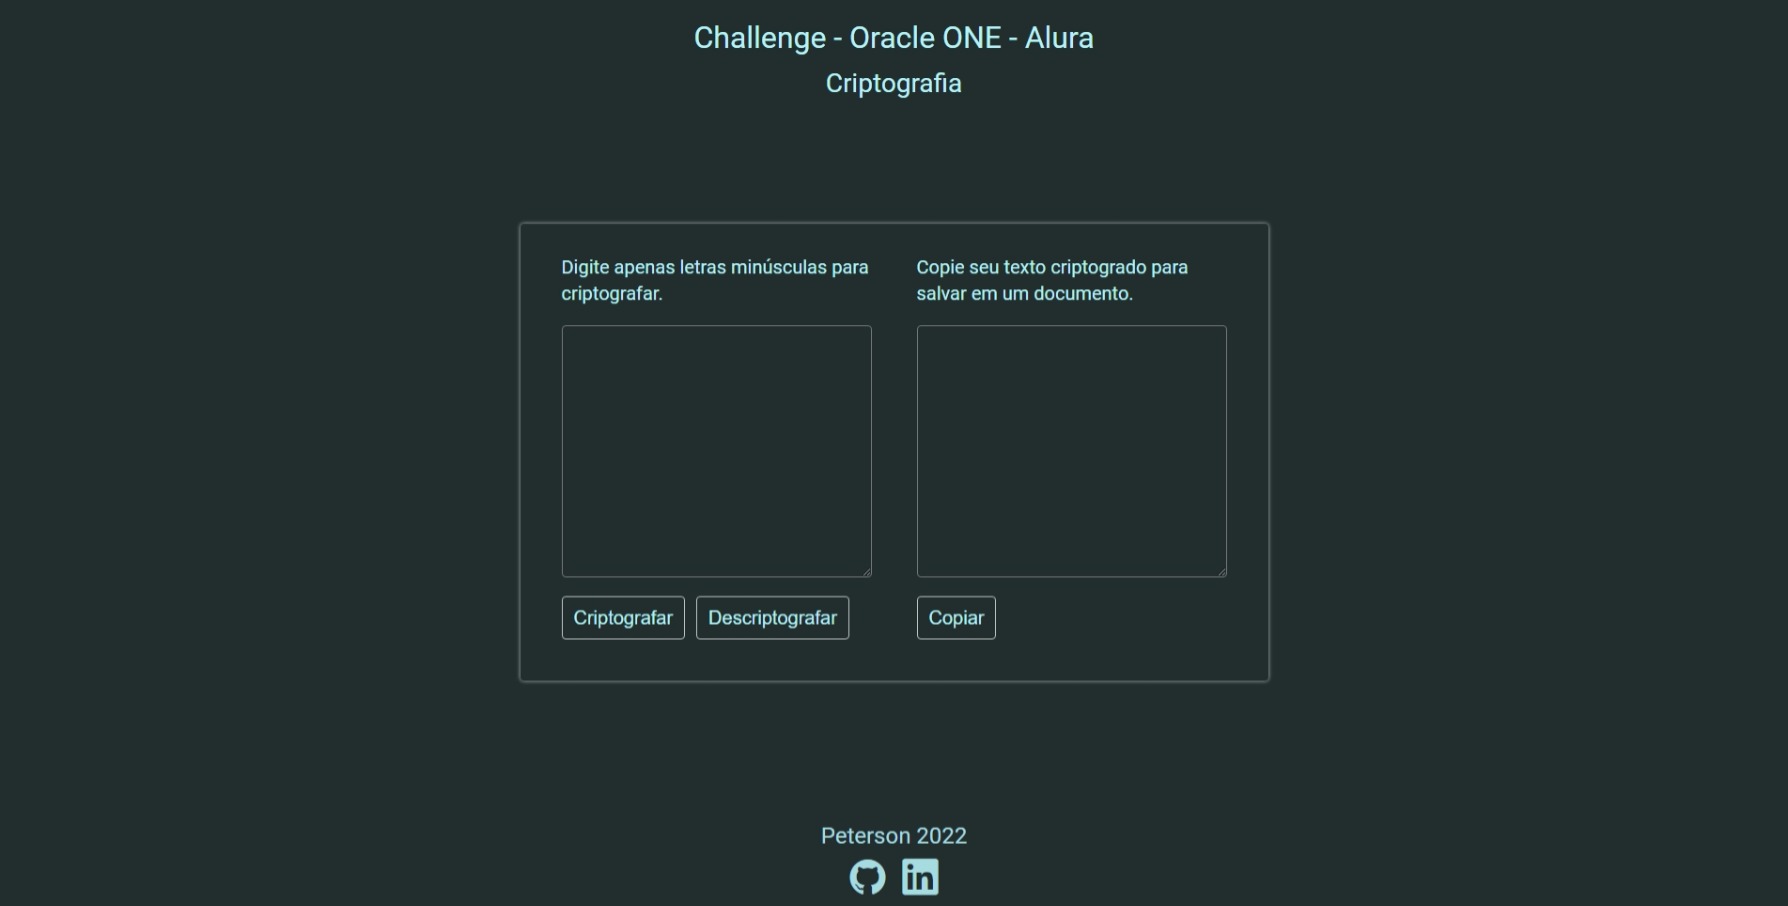 Challenge - Oracle ONE - Alura
Criptografia
Digite apenas letras minúsculas para
criptografar.
Criptografar
Descriptografar
Copie seu texto criptogrado para
salvar em um documento.
Copiar
Peterson 2022
in